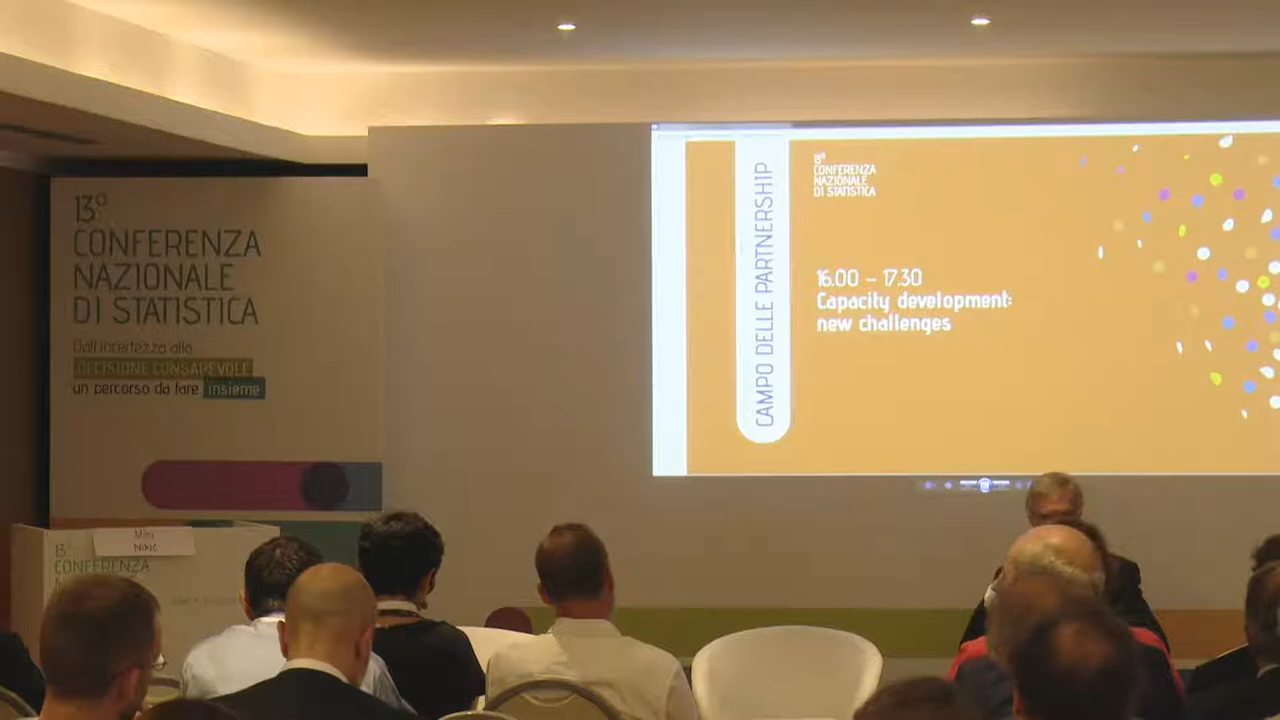 13°
CONFERENZA
NAZIONALE
DI STATISTICA
Dall'incertezza alla
DECISIONE CONSAPEVOLE
un percorso da fare insieme
CAMPO DELLE PARTNERSHIP
13°
CONFERENZA
NAZIONALE
DI STATISTICA
16.00 – 17.30
Capacity development:
new challenges
Nikic
13°
CONFERENZA